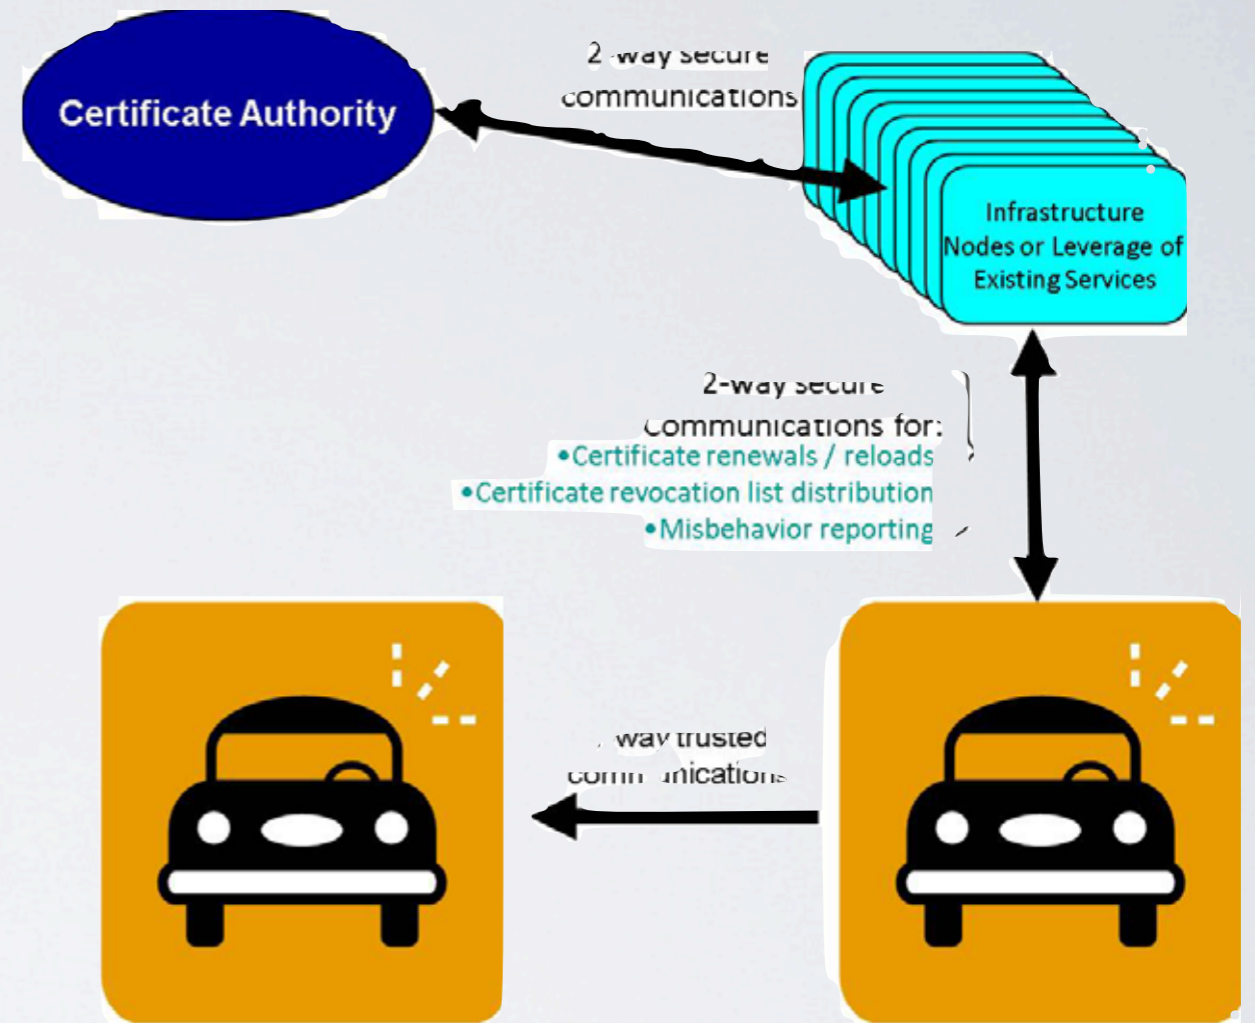 Certificate Authority
2-way secure
communications
Infrastructure
Nodes or Leverage of
Existing Services
2-way secure
Communications for:
•Certificate renewals / reloads
•Certificate revocation list distribution
•Misbehavior reporting
way trusted
communications